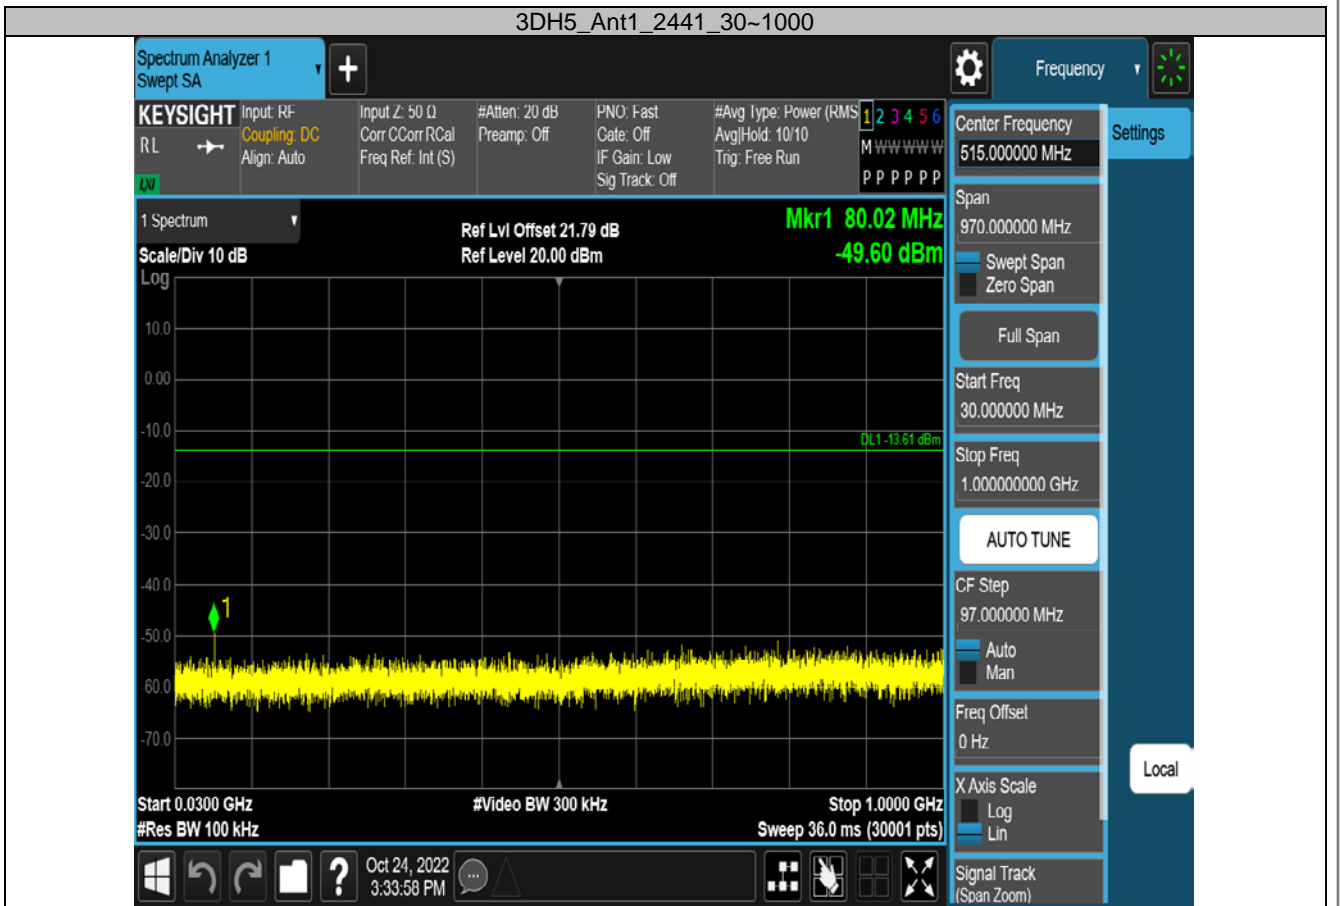 3DH5_Ant1_2441_30~1000
Spectrum Analyzer 1
Swept SA
+
Frequency
KEYSIGHT
RL
LXI
Input: RF
Coupling: DC
Align: Auto
Input Z: 50 Ω
Corr CCorr RCal
Freq Ref: Int (S)
#Atten: 20 dB
Preamp: Off
PNO: Fast
Gate: Off
IF Gain: Low
Sig Track: Off
#Avg Type: Power (RMS
Avg|Hold: 10/10
Trig: Free Run
1 2 3 4 5 6
M W W W W W
P P P P P P
Center Frequency
515.000000 MHz
Settings
Span
970.000000 MHz
Swept Span
Zero Span
Full Span
Start Freq
30.000000 MHz
Stop Freq
1.000000000 GHz
AUTO TUNE
CF Step
97.000000 MHz
Auto
Man
Freq Offset
0 Hz
X Axis Scale
Log
Lin
Signal Track
(Span Zoom)
Local
1 Spectrum
Scale/Div 10 dB
Log
Ref Lvl Offset 21.79 dB
Ref Level 20.00 dBm
Mkr1 80.02 MHz
-49.60 dBm
10.0
0.00
-10.0
DL1 -13.61 dBm
-20.0
-30.0
-40.0
1
-50.0
60.0
-70.0
Start 0.0300 GHz
#Video BW 300 kHz
Stop 1.0000 GHz
#Res BW 100 kHz
Sweep 36.0 ms (30001 pts)
?
Oct 24, 2022
3:33:58 PM